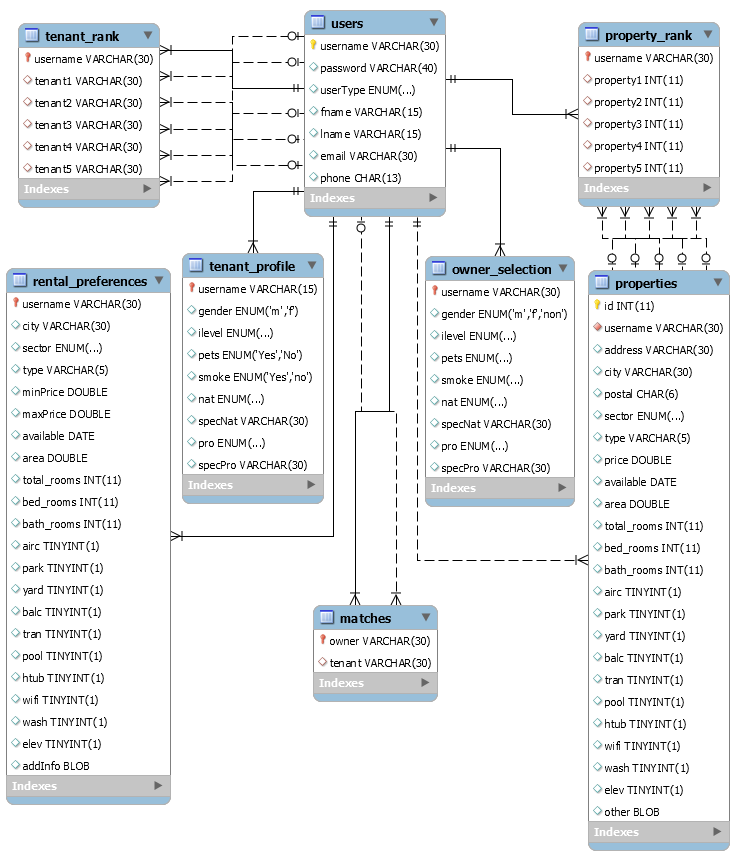 tenant_rank
username VARCHAR(30)
tenant1 VARCHAR(30)
tenant2 VARCHAR(30)
tenant3 VARCHAR(30)
tenant4 VARCHAR(30)
tenant5 VARCHAR(30)
Indexes
users
username VARCHAR(30)
password VARCHAR(40)
userType ENUM(...)
fname VARCHAR(15)
lname VARCHAR(15)
email VARCHAR(30)
phone CHAR(13)
Indexes
property_rank
username VARCHAR(30)
property1 INT(11)
property2 INT(11)
property3 INT(11)
property4 INT(11)
property5 INT(11)
Indexes
rental_preferences
username VARCHAR(30)
city VARCHAR(30)
sector ENUM(...)
type VARCHAR(5)
minPrice DOUBLE
maxPrice DOUBLE
available DATE
area DOUBLE
total_rooms INT(11)
bed_rooms INT(11)
bath_rooms INT(11)
airc TINYINT(1)
park TINYINT(1)
yard TINYINT(1)
balc TINYINT(1)
tran TINYINT(1)
pool TINYINT(1)
htub TINYINT(1)
wifi TINYINT(1)
wash TINYINT(1)
elev TINYINT(1)
addInfo BLOB
Indexes
tenant_profile
username VARCHAR(15)
gender ENUM('m','f')
ilevel ENUM(...)
pets ENUM('Yes','No')
smoke ENUM('Yes','no')
nat ENUM(...)
specNat VARCHAR(30)
pro ENUM(...)
specPro VARCHAR(30)
Indexes
owner_selection
username VARCHAR(30)
gender ENUM('m','f','non')
ilevel ENUM(...)
pets ENUM(...)
smoke ENUM(...)
nat ENUM(...)
specNat VARCHAR(30)
pro ENUM(...)
specPro VARCHAR(30)
Indexes
properties
id INT(11)
username VARCHAR(30)
address VARCHAR(30)
city VARCHAR(30)
postal CHAR(6)
sector ENUM(...)
type VARCHAR(5)
price DOUBLE
available DATE
area DOUBLE
total_rooms INT(11)
bed_rooms INT(11)
bath_rooms INT(11)
airc TINYINT(1)
park TINYINT(1)
yard TINYINT(1)
balc TINYINT(1)
tran TINYINT(1)
pool TINYINT(1)
htub TINYINT(1)
wifi TINYINT(1)
wash TINYINT(1)
elev TINYINT(1)
other BLOB
Indexes
matches
owner VARCHAR(30)
tenant VARCHAR(30)
Indexes